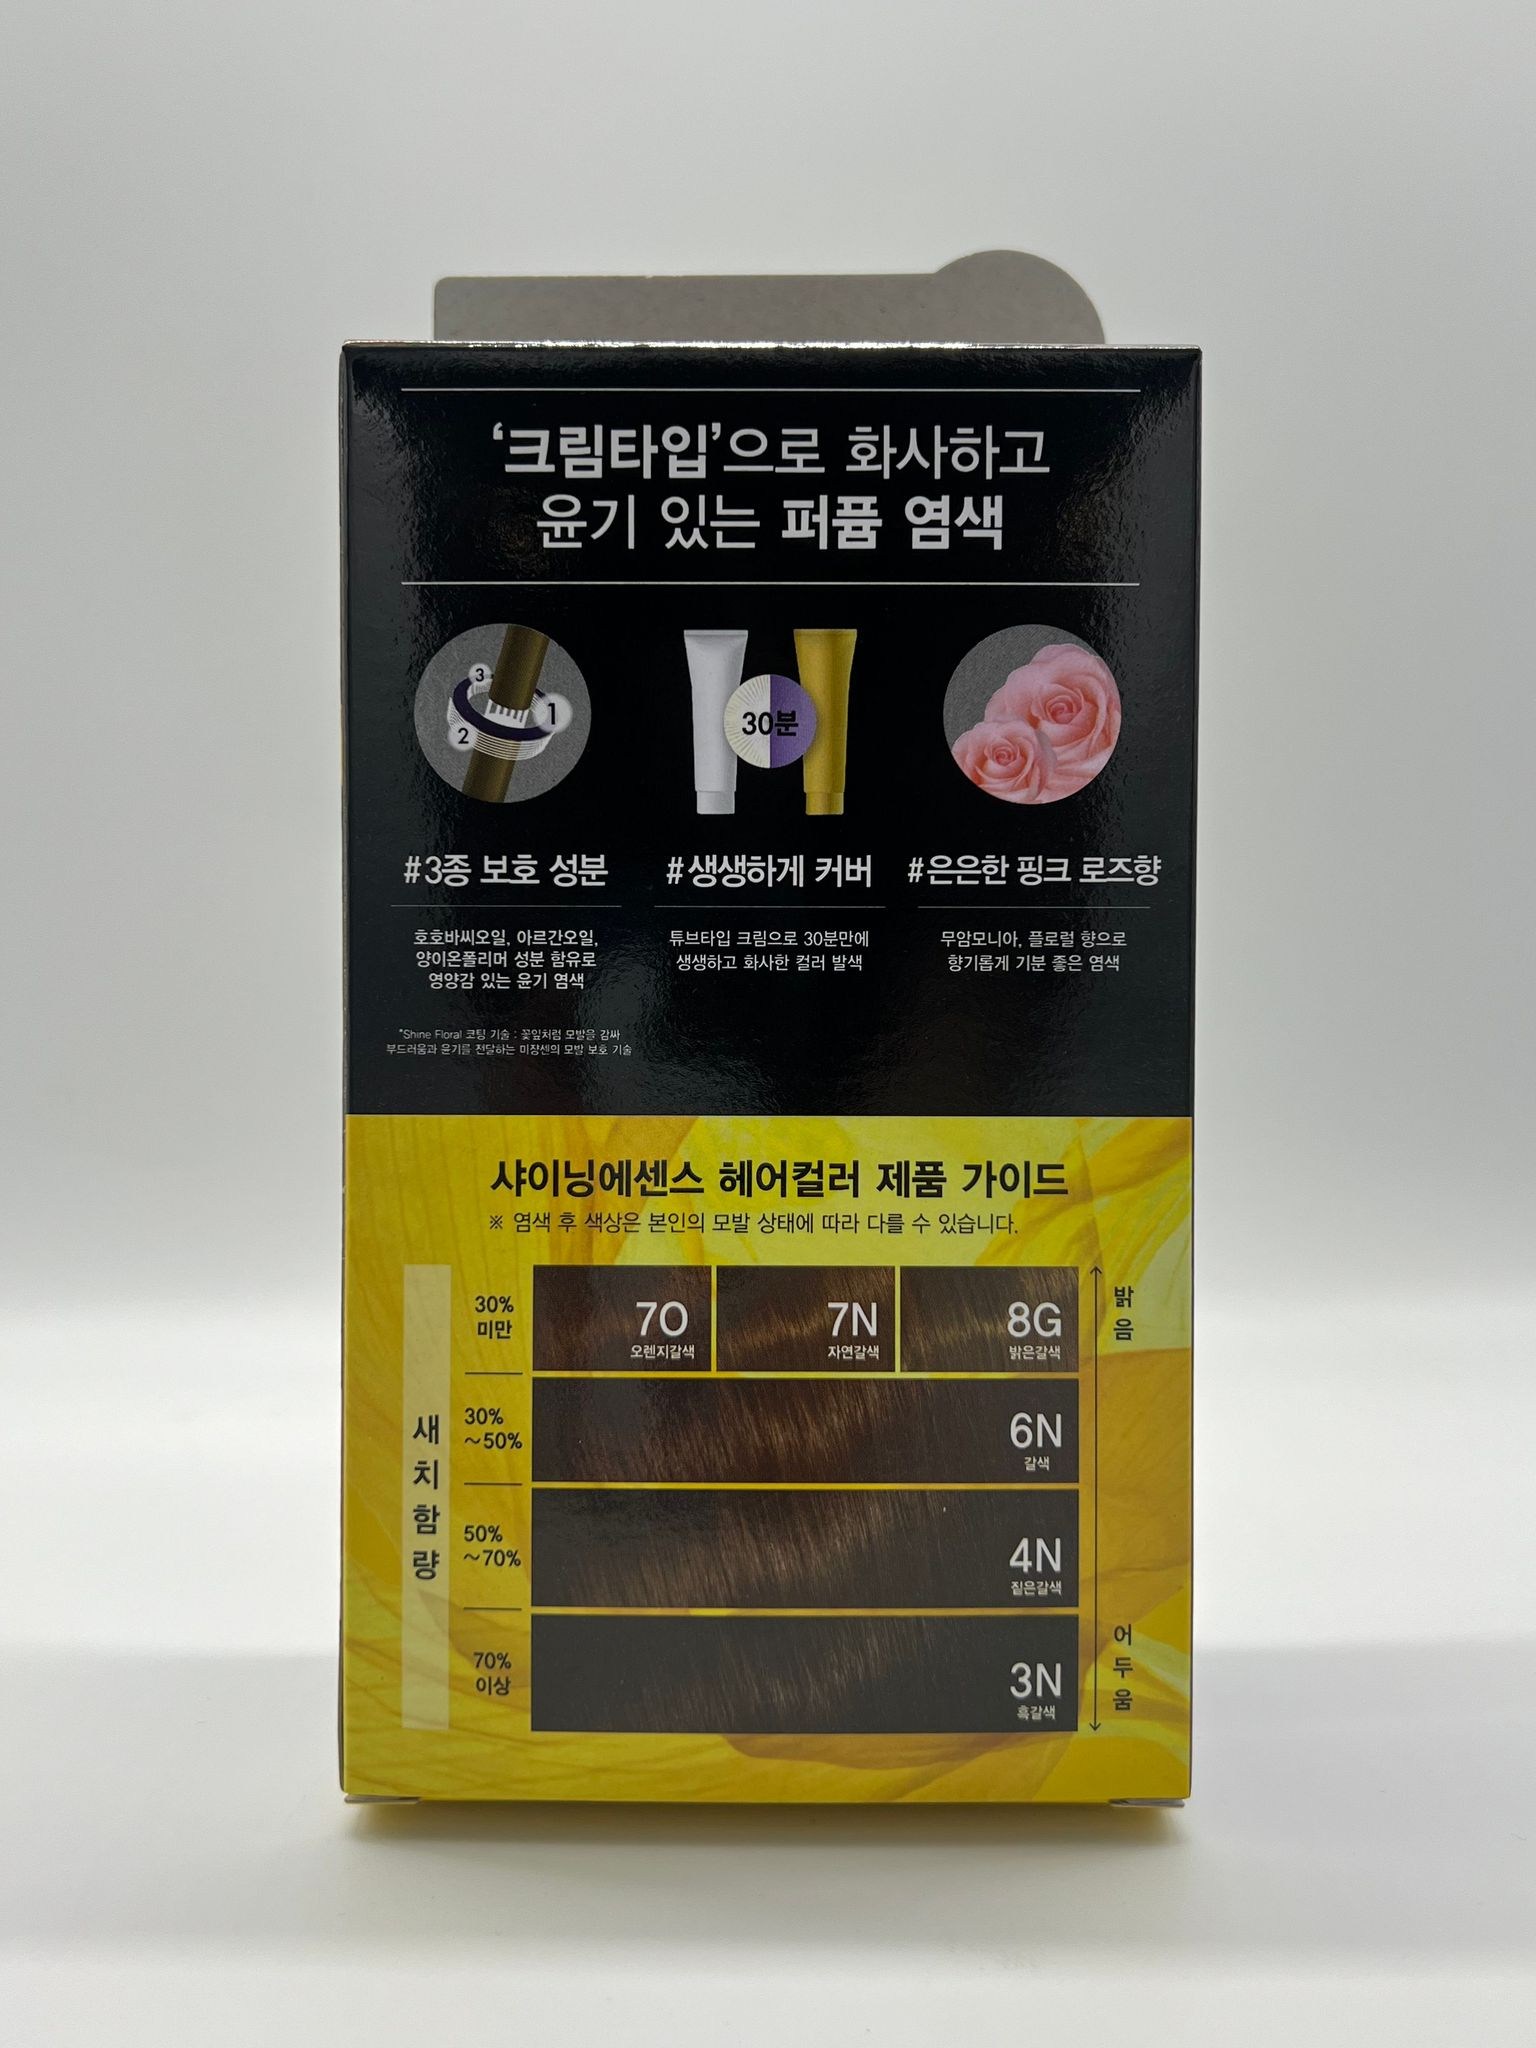 ‘크림타입’으로 화사하고
윤기 있는 퍼퓸 염색
3
1
2
30분
#3종 보호 성분
호호바씨오일, 아르간오일,
양이온폴리머 성분 함유로
영양감 있는 윤기 염색
*Shine Floral 코팅 기술 : 꽃잎처럼 모발을 감싸
부드러움과 윤기를 전달하는 미쟝센의 모발 보호 기술
#생생하게 커버
튜브타입 크림으로 30분만에
생생하고 화사한 컬러 발색
#은은한 핑크 로즈향
무암모니아, 플로럴 향으로
향기롭게 기분 좋은 염색
샤이닝에센스 헤어컬러 제품 가이드
※ 염색 후 색상은 본인의 모발 상태에 따라 다를 수 있습니다.
새치함량
30%
미만
7O
오렌지갈색
7N
자연갈색
8G
밝은갈색
밝음
30%
~50%
6N
갈색
50%
~70%
4N
짙은갈색
70%
이상
3N
흑갈색
어두움